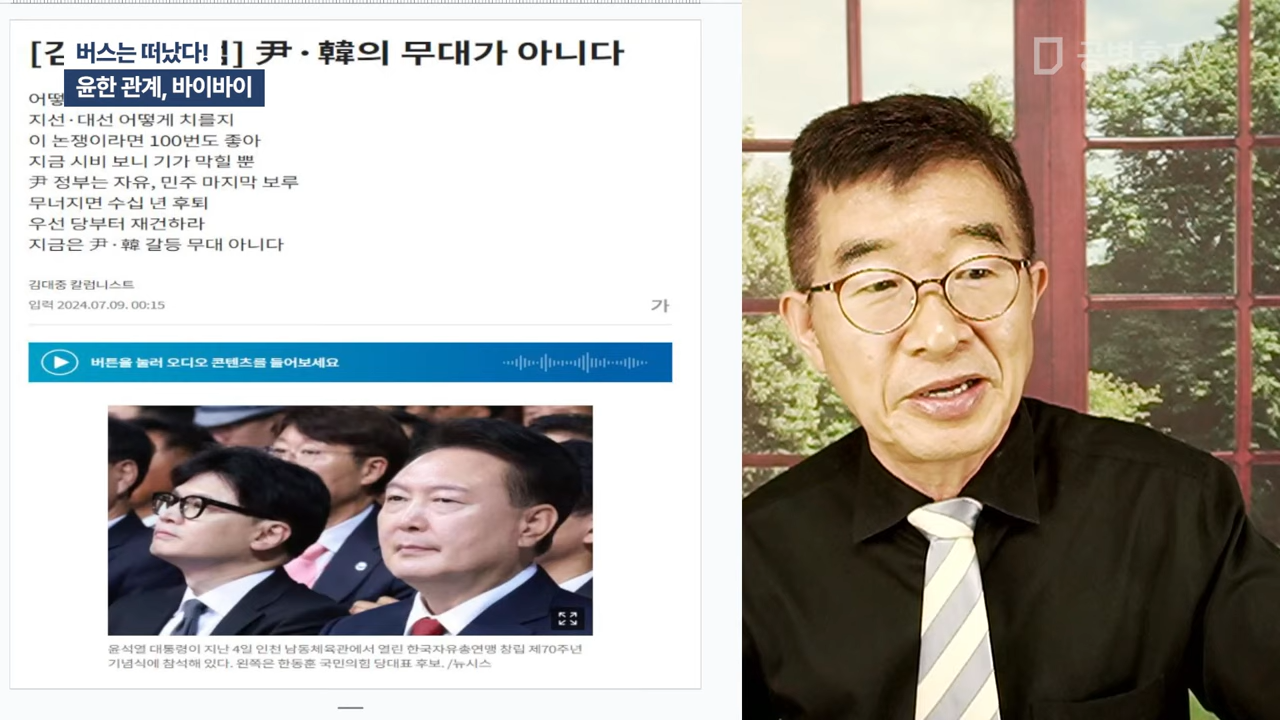 버스는 떠났다!
윤한 관계, 바이바이
[김 ] 尹·韓의 무대가 아니다
어떻
지선·대선 어떻게 치를지
이 논쟁이라면 100번도 좋아
지금 시비 보니 기가 막힐 뿐
尹 정부는 자유, 민주 마지막 보루
무너지면 수십 년 후퇴
우선 당부터 재건하라
지금은 尹·韓 갈등 무대 아니다
김대중 칼럼니스트
입력 2024.07.09. 00:15
가
버튼을 눌러 오디오 콘텐츠를 들어보세요
윤석열 대통령이 지난 4일 인천 남동체육관에서 열린 한국자유총연맹 창립 제70주년
기념식에 참석해 있다. 왼쪽은 한동훈 국민의힘 당대표 후보. /뉴시스
공병호TV